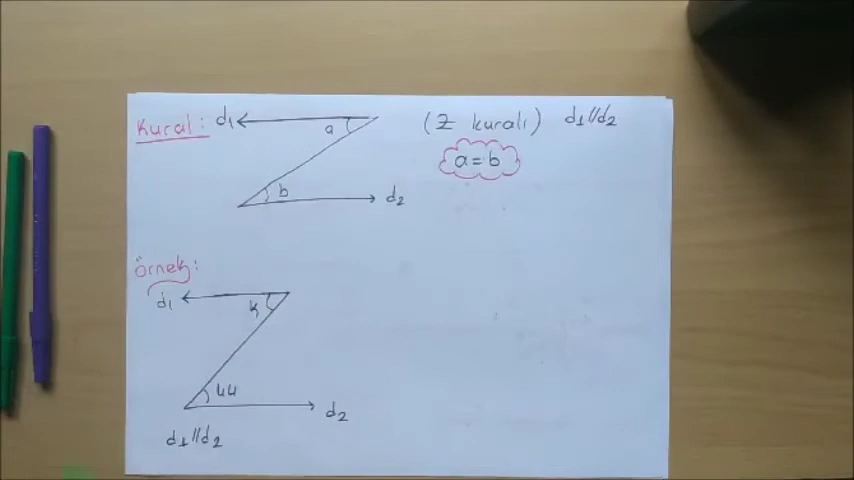 Kural: d1 (Z kuralı) d1//d2
a
a = b
b d2
örnek:
d1
k
44
d2
d1//d2